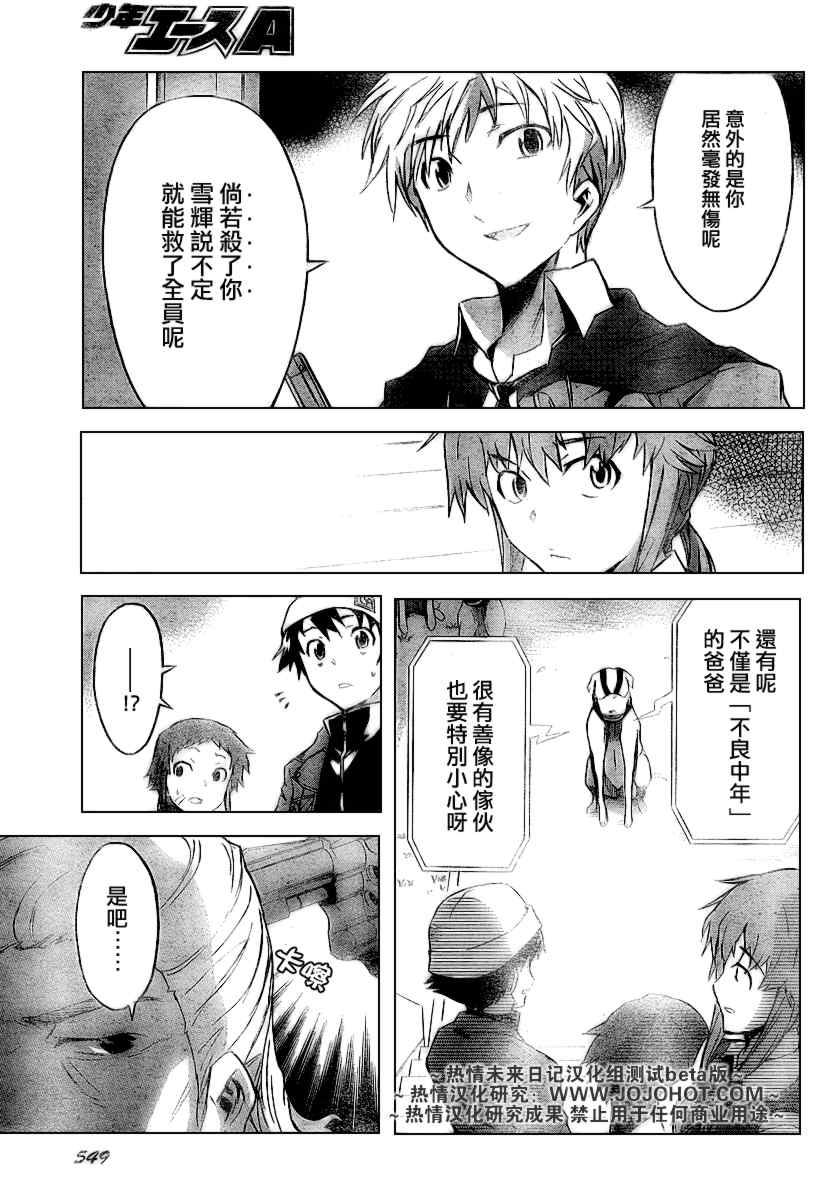 少年エースA
意外的是你
居然毫發無傷呢
倘若殺了你
雪輝説不定
就能救了全員呢
還有呢
不僅是「不良中年」
的爸爸
很有善像的傢伙
也要特別小心呀
——!?
是吧……
卡嚓
~热情未来日记汉化组测试beta版~
~热情汉化研究：WWW.JOJOHOT.COM~
~热情汉化研究成果 禁止用于任何商业用途~
549